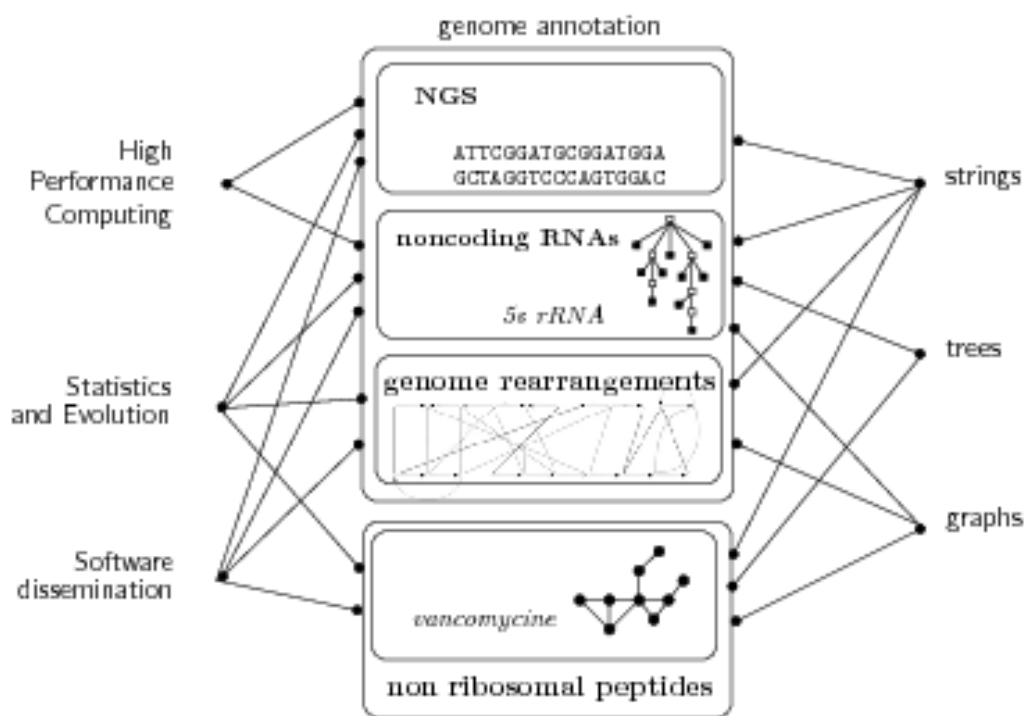 genome annotation
NGS
ATTCGGATGCGGATGGA
GCTAGGTCCCAGTGGAC
High
Performance
Computing
strings
noncoding RNAs
5s rRNA
trees
Statistics
and Evolution
genome rearrangements
graphs
Software
dissemination
vancomycine
non ribosomal peptides